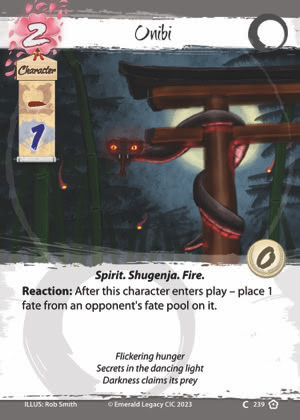 2
Onibi
Character
1
0
Spirit. Shugenja. Fire.
Reaction: After this character enters play – place 1
fate from an opponent's fate pool on it.
Flickering hunger
Secrets in the dancing light
Darkness claims its prey
ILLUS: Rob Smith © Emerald Legacy CIC 2023 C 239